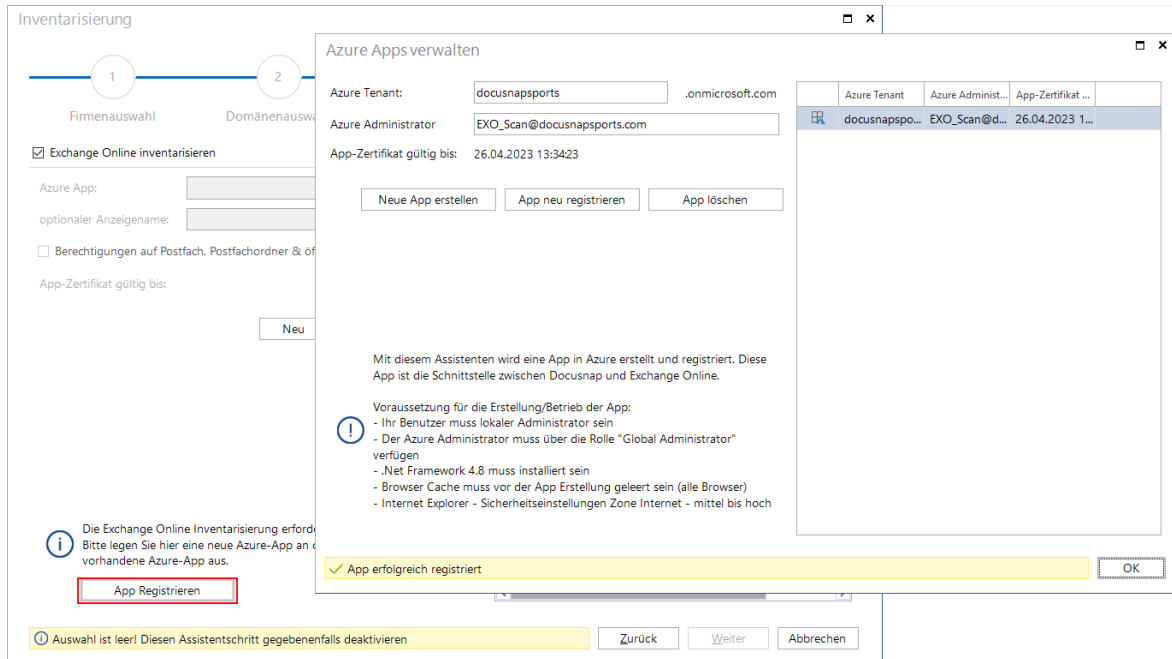 Inventarisierung
1
2
Firmenauswahl
Domänenauswa
Exchange Online inventarisieren
Azure App:
optionaler Anzeigename:
Berechtigungen auf Postfach, Postfachordner & öf
App-Zertifikat gültig bis:
Neu
Die Exchange Online Inventarisierung erford
Bitte legen Sie hier eine neue Azure-App an
vorhandene Azure-App aus.
App Registrieren
Auswahl ist leer! Diesen Assistentschritt gegebenenfalls deaktivieren
Zurück
Weiter
Abbrechen
Azure Apps verwalten
Azure Tenant:
docusnapsports
.onmicrosoft.com
Azure Administrator
EXO_Scan@docusnapsports.com
App-Zertifikat gültig bis:
26.04.2023 13:34:23
Neue App erstellen
App neu registrieren
App löschen
Azure Tenant
Azure Administ...
App-Zertifikat ...
docusnapspo...
EXO_Scan@d...
26.04.2023 1...
Mit diesem Assistenten wird eine App in Azure erstellt und registriert. Diese
App ist die Schnittstelle zwischen Docusnap und Exchange Online.
Voraussetzung für die Erstellung/Betrieb der App:
- Ihr Benutzer muss lokaler Administrator sein
- Der Azure Administrator muss über die Rolle "Global Administrator"
verfügen
- .Net Framework 4.8 muss installiert sein
- Browser Cache muss vor der App Erstellung geleert sein (alle Browser)
- Internet Explorer - Sicherheitseinstellungen Zone Internet - mittel bis hoch
App erfolgreich registriert
OK